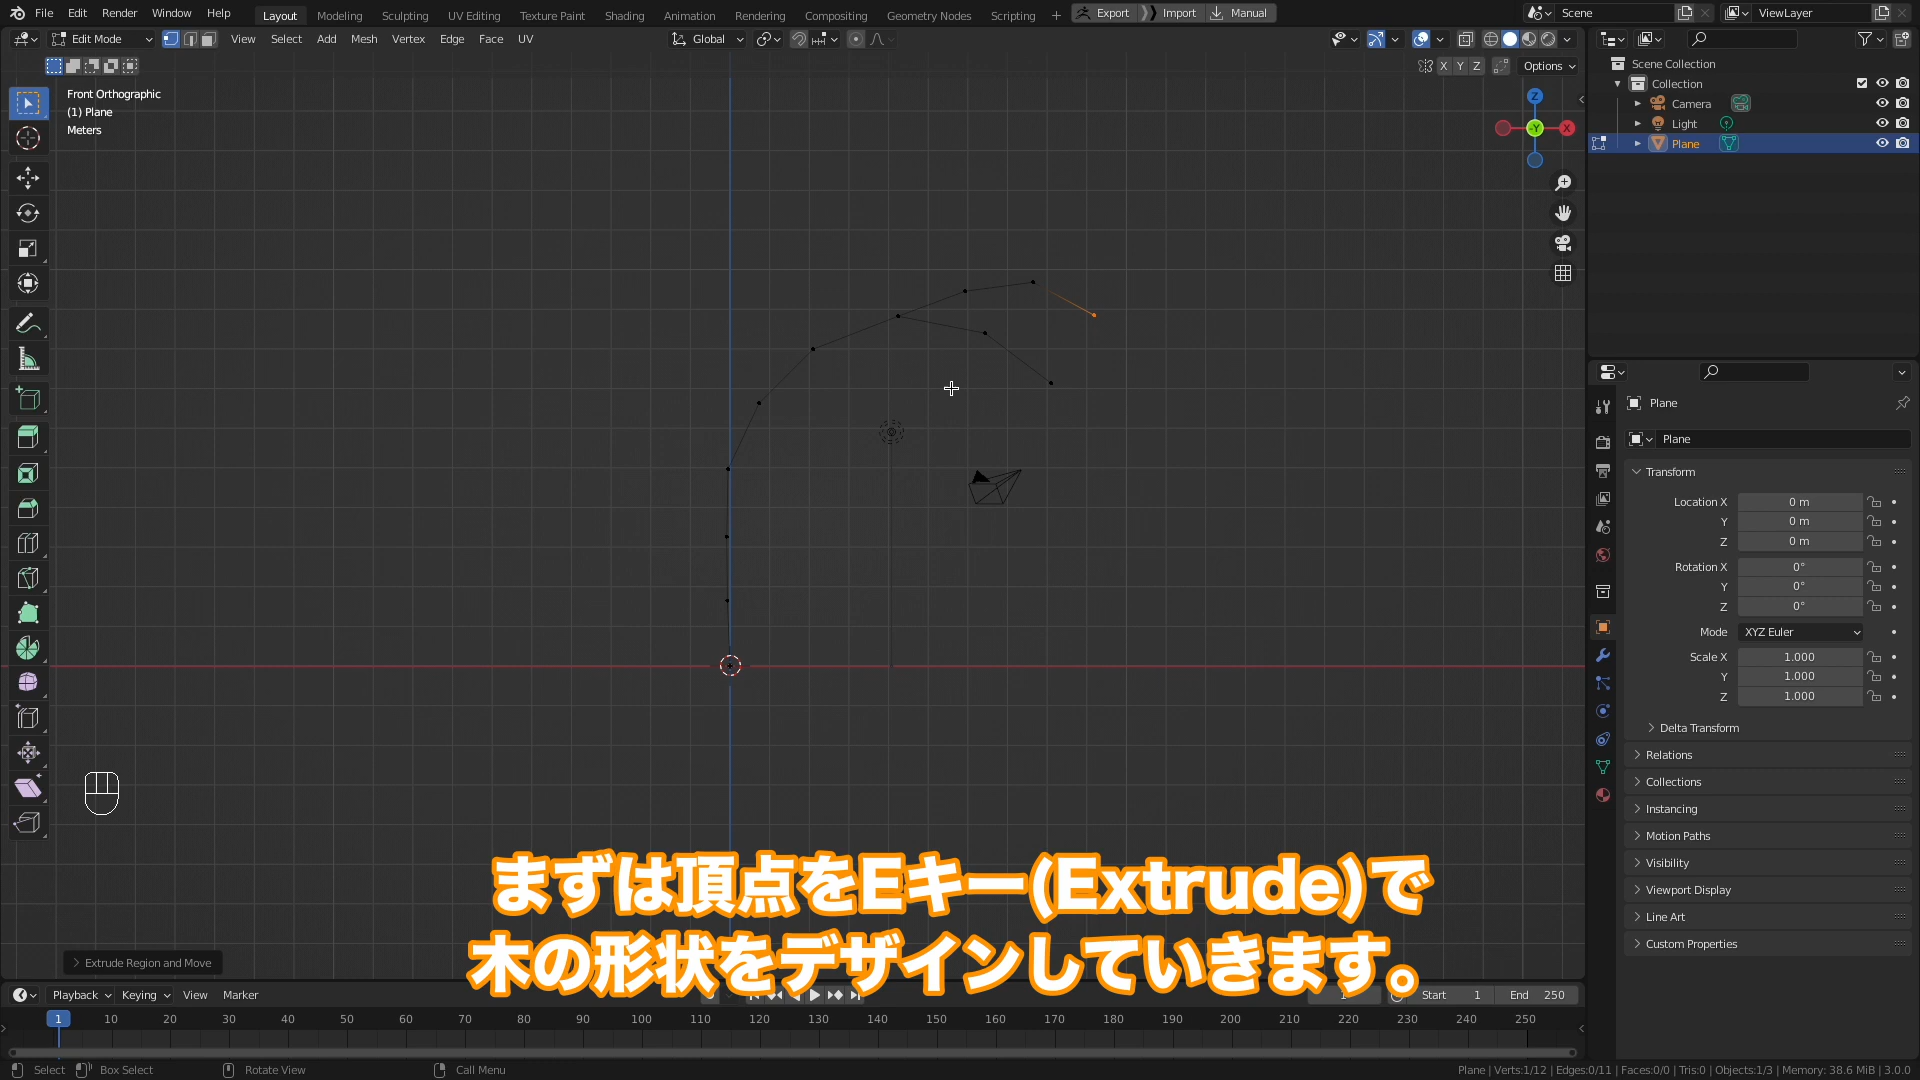 File Edit Render Window Help Layout Modeling Sculpting UV Editing Texture Paint Shading Animation Rendering Compositing Geometry Nodes Scripting + Export Import Manual Scene ViewLayer
Edit Mode View Select Add Mesh Vertex Edge Face UV Global
X Y Z Options
Front Orthographic
(1) Plane
Meters
Z
-Y
X
Scene Collection
Collection
Camera
Light
Plane
Plane
Plane
Transform
Location X 0 m
Y 0 m
Z 0 m
Rotation X 0°
Y 0°
Z 0°
Mode XYZ Euler
Scale X 1.000
Y 1.000
Z 1.000
Delta Transform
Relations
Collections
Instancing
Motion Paths
Visibility
Viewport Display
Line Art
Custom Properties
まずは頂点をEキー(Extrude)で
木の形状をデザインしていきます。
Extrude Region and Move
Playback Keying View Marker 1 Start 1 End 250
1 10 20 30 40 50 60 70 80 90 100 110 120 130 140 150 160 170 180 190 200 210 220 230 240 250
Select Box Select Rotate View Call Menu Plane | Verts:1/12 | Edges:0/11 | Faces:0/0 | Tris:0 | Objects:1/3 | Memory: 38.6 MiB | 3.0.0